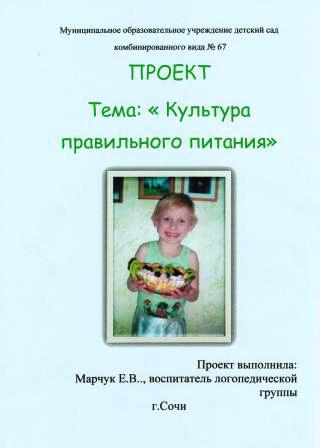 Муниципальное образовательное учреждение детский сад
комбинированного вида № 67
ПРОЕКТ
Тема: « Культура
правильного питания»
Проект выполнила:
Марчук Е.В.., воспитатель логопедической
группы
г.Сочи